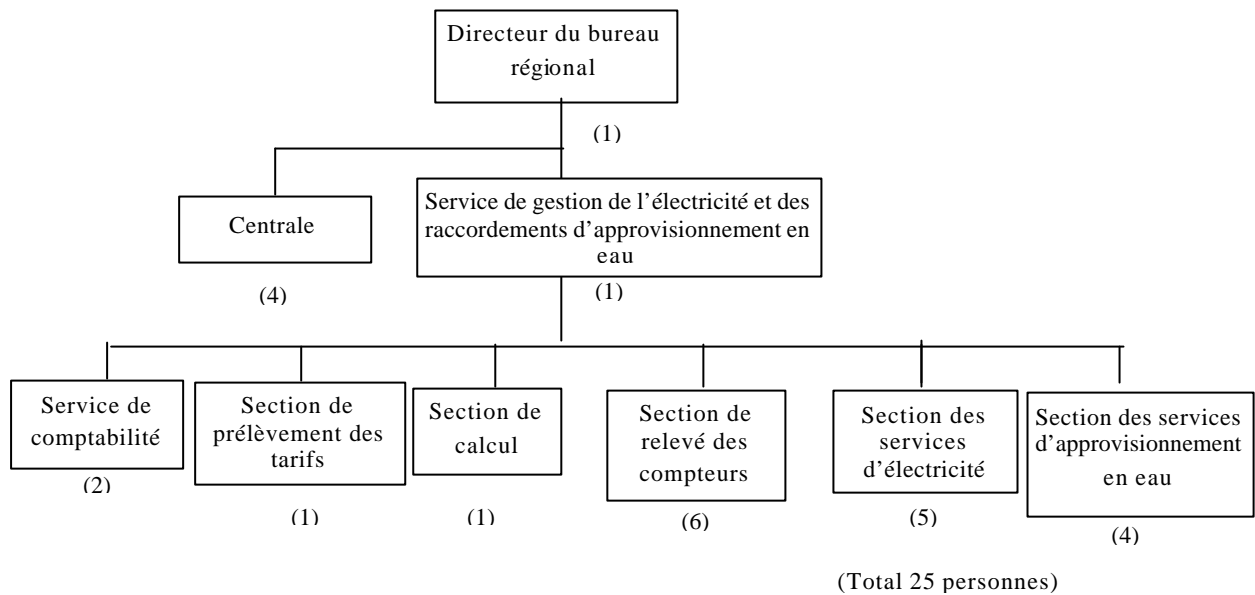 Directeur du bureau
régional
(1)
Centrale
(4)
Service de gestion de l'électricité et des
raccordements d'approvisionnement en
eau
(1)
Service de
comptabilité
(2)
Section de
prélèvement des
tarifs
(1)
Section de
calcul
(1)
Section de
relevé des
compteurs
(6)
Section des
services
d'électricité
(5)
Section des services
d'approvisionnement
en eau
(4)
(Total 25 personnes)